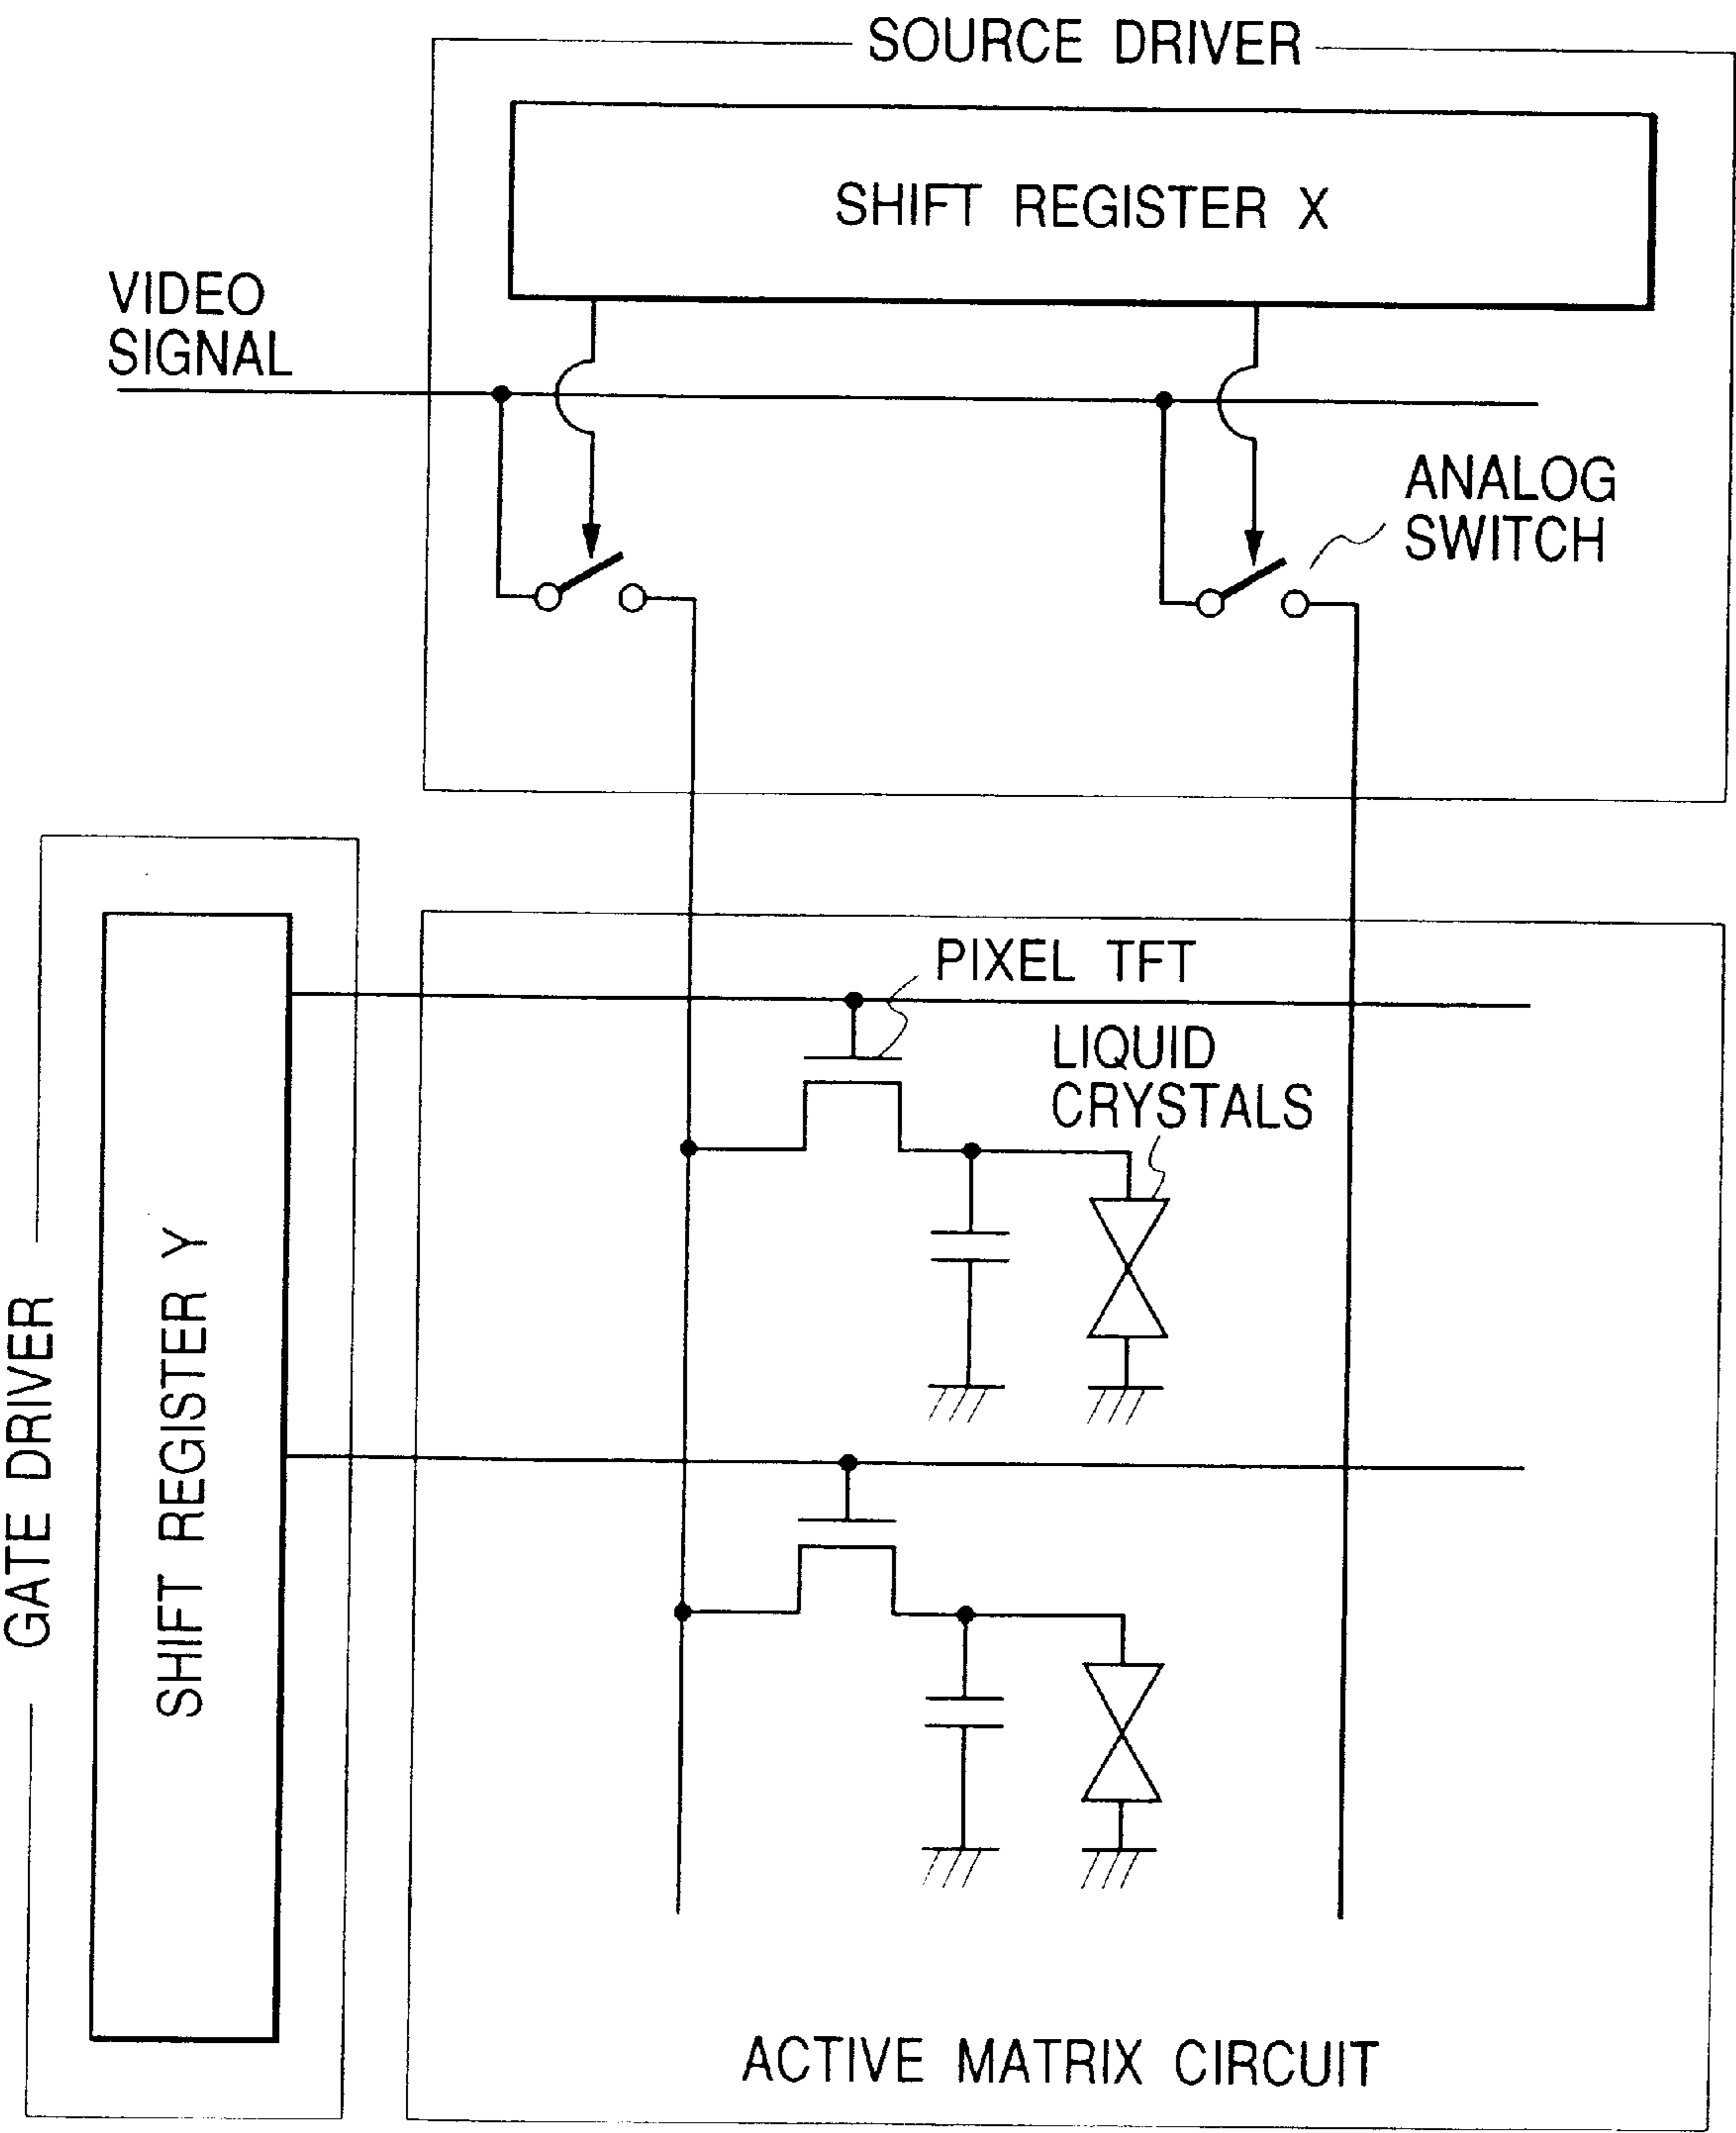 SOURCE DRIVER
SHIFT REGISTER X
VIDEO
SIGNAL
ANALOG
SWITCH
PIXEL TFT
LIQUID
CRYSTALS
GATE DRIVER
SHIFT REGISTER Y
ACTIVE MATRIX CIRCUIT